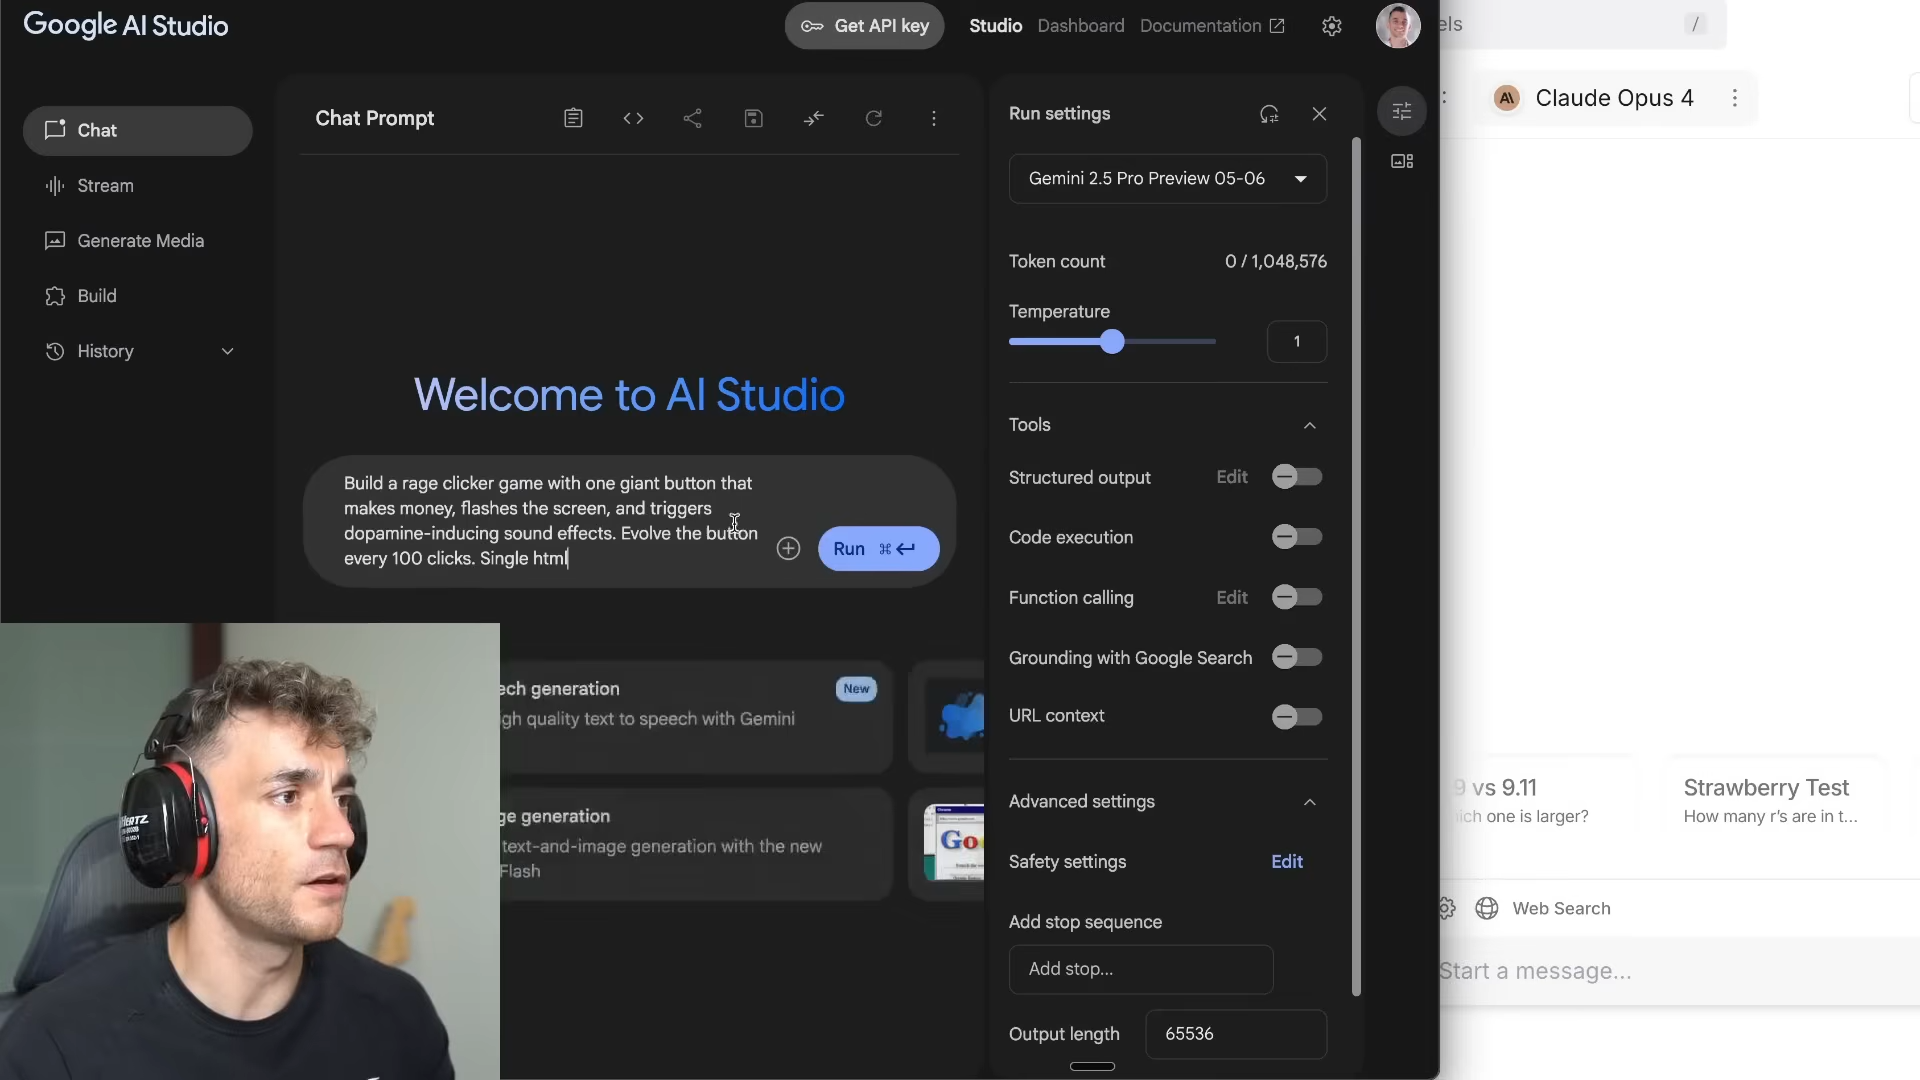 Google AI Studio
Get API key
Studio
Dashboard
Documentation
els
/
Chat
Stream
Generate Media
Build
History
Chat Prompt
Welcome to AI Studio
Build a rage clicker game with one giant button that
makes money, flashes the screen, and triggers
dopamine-inducing sound effects. Evolve the button
every 100 clicks. Single html
Run ⌘
ech generation
New
gh quality text to speech with Gemini
ge generation
text-and-image generation with the new
Flash
Run settings
Gemini 2.5 Pro Preview 05-06
Token count
0 / 1,048,576
Temperature
1
Tools
Structured output
Edit
Code execution
Function calling
Edit
Grounding with Google Search
URL context
Advanced settings
Safety settings
Edit
Add stop sequence
Add stop...
Output length
65536
Claude Opus 4
9 vs 9.11
ich one is larger?
Strawberry Test
How many r's are in t...
Web Search
Start a message...